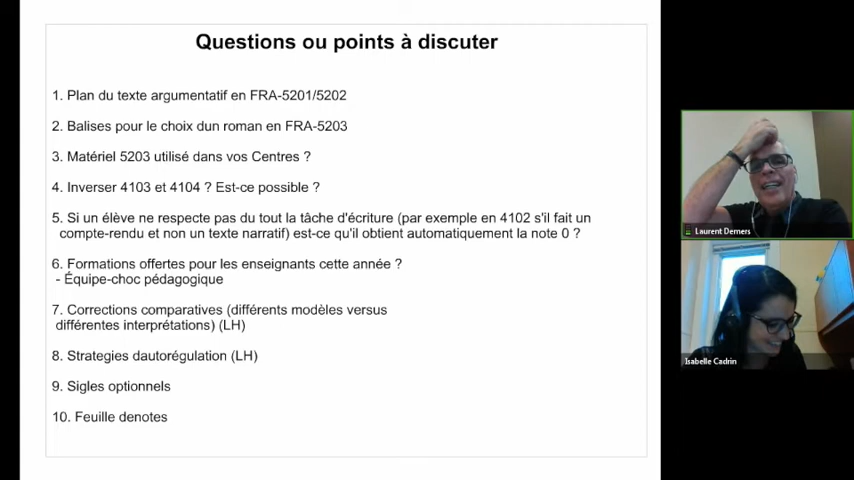 Questions ou points à discuter
1. Plan du texte argumentatif en FRA-5201/5202
2. Balises pour le choix dun roman en FRA-5203
3. Matériel 5203 utilisé dans vos Centres ?
4. Inverser 4103 et 4104 ? Est-ce possible ?
5. Si un élève ne respecte pas du tout la tâche d'écriture (par exemple en 4102 s'il fait un
compte-rendu et non un texte narratif) est-ce qu'il obtient automatiquement la note 0 ?
6. Formations offertes pour les enseignants cette année ?
- Équipe-choc pédagogique
7. Corrections comparatives (différents modèles versus
différentes interprétations) (LH)
8. Strategies dautorégulation (LH)
9. Sigles optionnels
10. Feuille denotes
Laurent Demers
Isabelle Cadrin